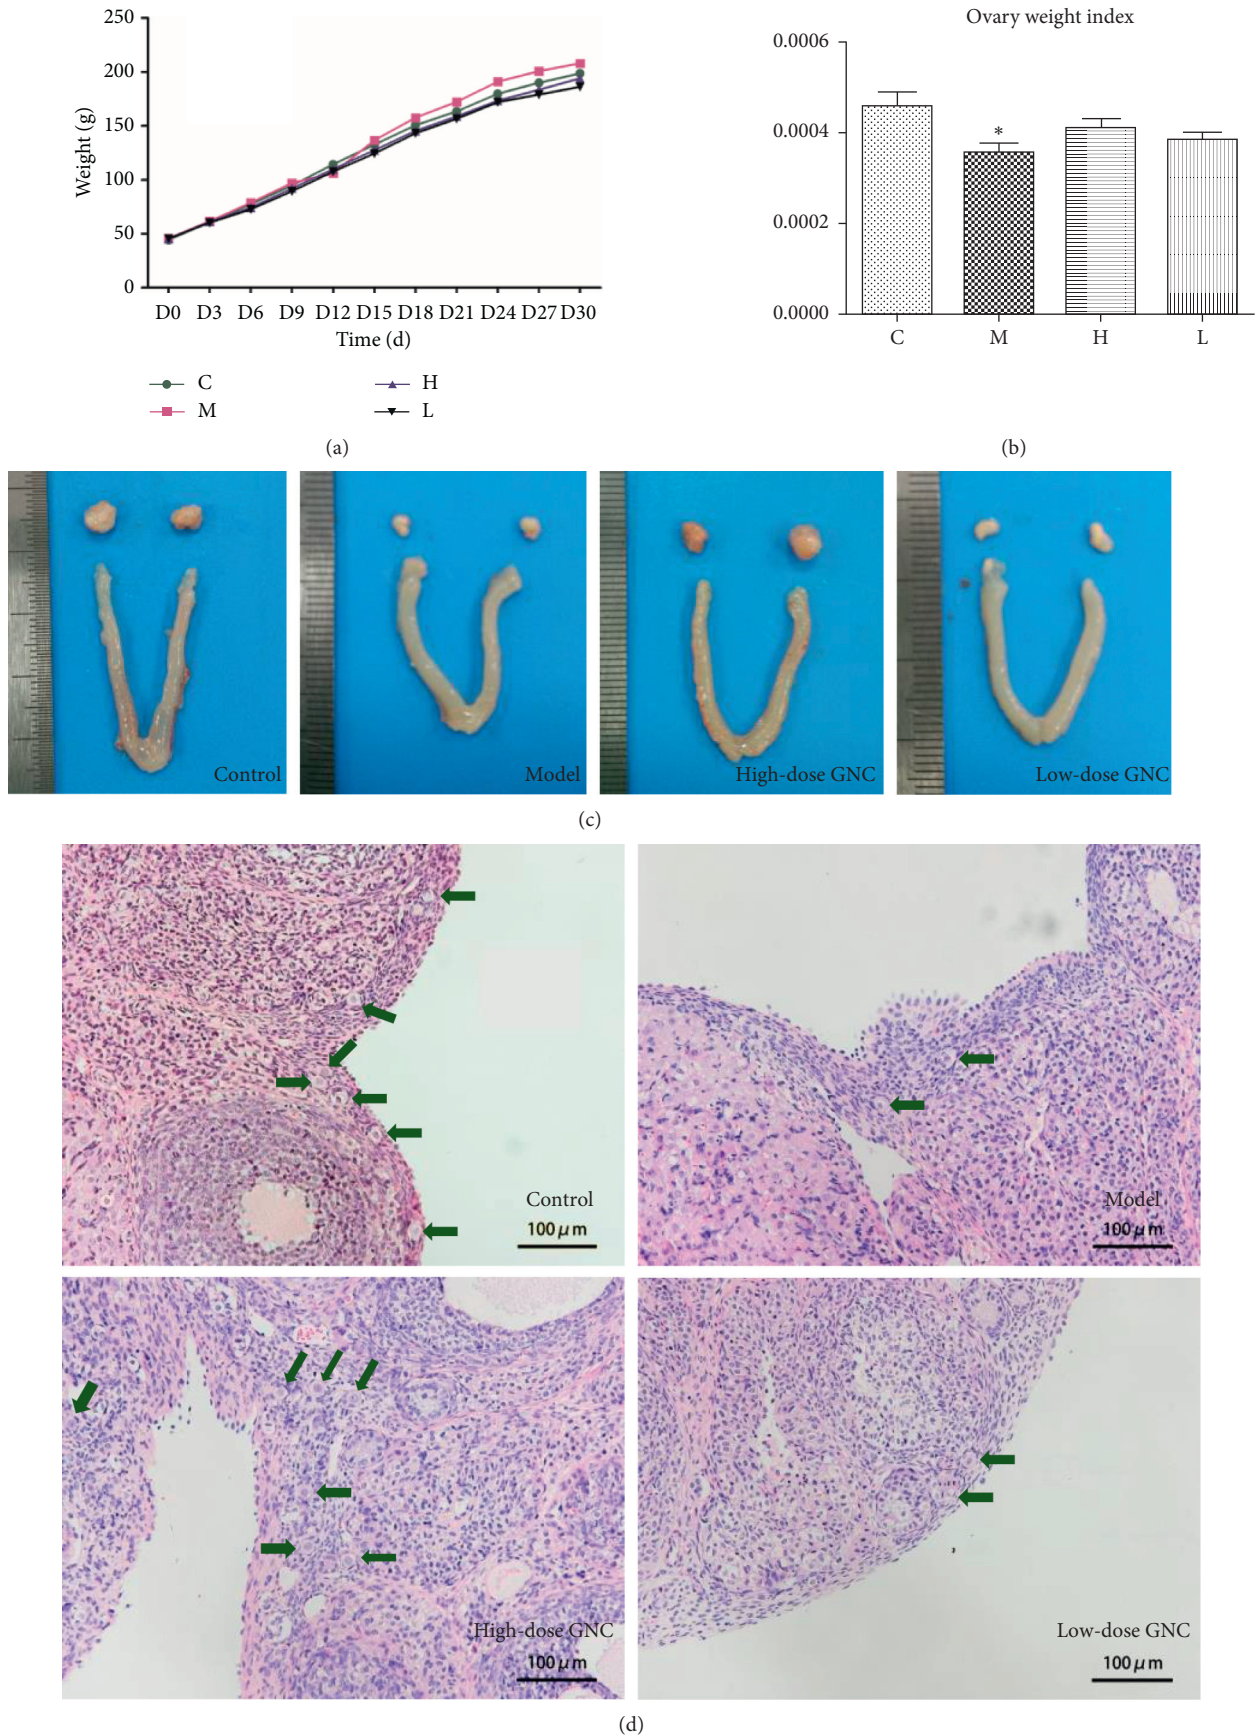 250
200
150
100
50
0
Weight (g)
D0 D3 D6 D9 D12 D15 D18 D21 D24 D27 D30
Time (d)
C H
M L
(a)
Ovary weight index
0.0006
0.0004
0.0002
0.0000
*
C M H L
(b)
Control Model High-dose GNC Low-dose GNC
(c)
Control
100 μm
Model
100 μm
High-dose GNC
100 μm
Low-dose GNC
100 μm
(d)